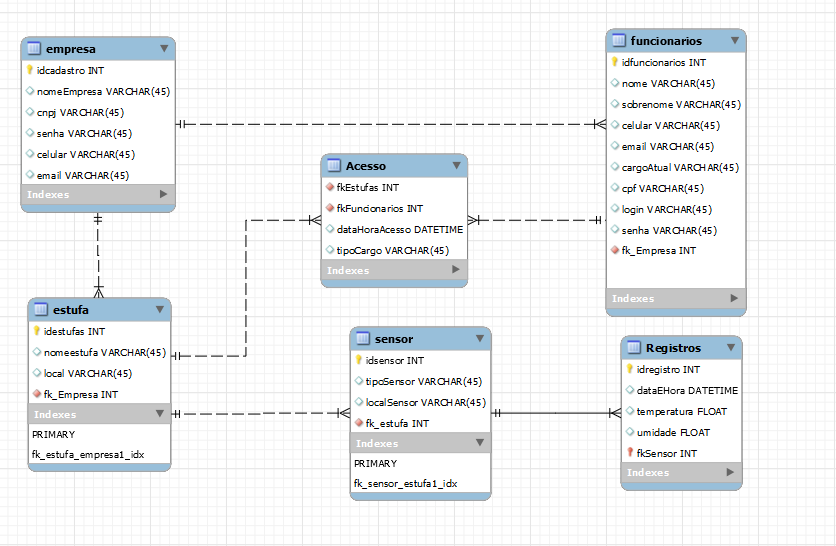 empresa
idcadastro INT
nomeEmpresa VARCHAR(45)
cnpj VARCHAR(45)
senha VARCHAR(45)
celular VARCHAR(45)
email VARCHAR(45)
Indexes
funcionarios
idfuncionarios INT
nome VARCHAR(45)
sobrenome VARCHAR(45)
celular VARCHAR(45)
email VARCHAR(45)
cargoAtual VARCHAR(45)
cpf VARCHAR(45)
login VARCHAR(45)
senha VARCHAR(45)
fk_Empresa INT
Indexes
Acesso
fkEstufas INT
fkFuncionarios INT
dataHoraAcesso DATETIME
tipoCargo VARCHAR(45)
Indexes
estufa
idestufas INT
nomeestufa VARCHAR(45)
local VARCHAR(45)
fk_Empresa INT
Indexes
PRIMARY
fk_estufa_empresa1_idx
sensor
idsensor INT
tipoSensor VARCHAR(45)
localSensor VARCHAR(45)
fk_estufa INT
Indexes
PRIMARY
fk_sensor_estufa1_idx
Registros
idregistro INT
dataEHora DATETIME
temperatura FLOAT
umidade FLOAT
fkSensor INT
Indexes